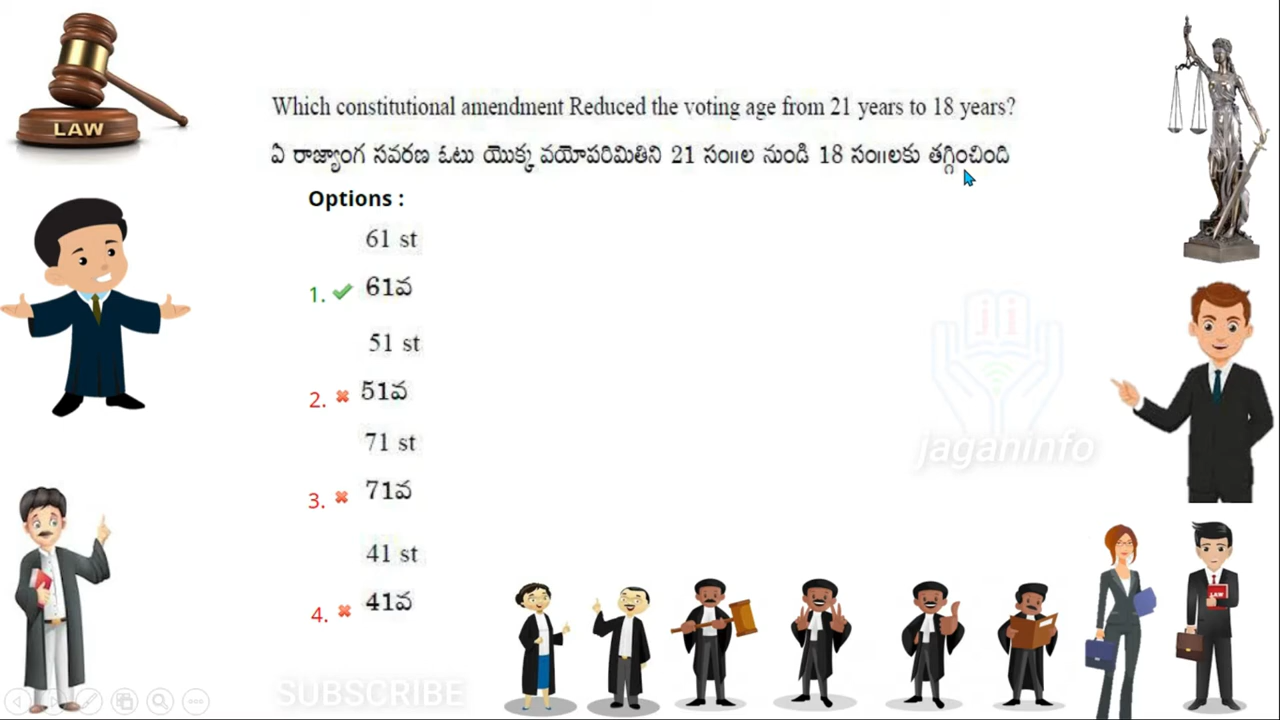 LAW
Which constitutional amendment Reduced the voting age from 21 years to 18 years?
ఏ రాజ్యాంగ సవరణ ఓటు యొక్క వయోపరిమితిని 21 సం॥ల నుండి 18 సం॥లకు తగ్గించింది
Options :
61 st
1. 61వ
51 st
2. 51వ
71 st
3. 71వ
41 st
4. 41వ
ji
jaganinfo
LAW
SUBSCRIBE